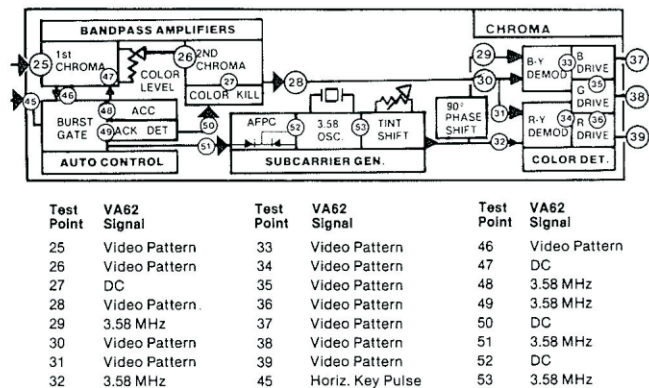 BANDPASS AMPLIFIERS
CHROMA
25
1st
CHROMA
47
COLOR
LEVEL
26
2ND
CHROMA
27
COLOR KILL
28
29
30
31
32
B-Y
DEMOD
33
B
DRIVE
37
35
G
DRIVE
38
R-Y
DEMOD
34
R
DRIVE
36
39
45
46
48
ACC
BURST
GATE
49
ACK DET
50
51
AFPC
52
3.58
OSC.
53
TINT
SHIFT
90°
PHASE
SHIFT
AUTO CONTROL
SUBCARRIER GEN.
COLOR DET.
Test VA62 Test VA62 Test VA62
Point Signal Point Signal Point Signal
25 Video Pattern 33 Video Pattern 46 Video Pattern
26 Video Pattern 34 Video Pattern 47 DC
27 DC 35 Video Pattern 48 3.58 MHz
28 Video Pattern. 36 Video Pattern 49 3.58 MHz
29 3.58 MHz 37 Video Pattern 50 DC
30 Video Pattern 38 Video Pattern 51 3.58 MHz
31 Video Pattern 39 Video Pattern 52 DC
32 3.58 MHz 45 Horiz. Key Pulse 53 3.58 MHz